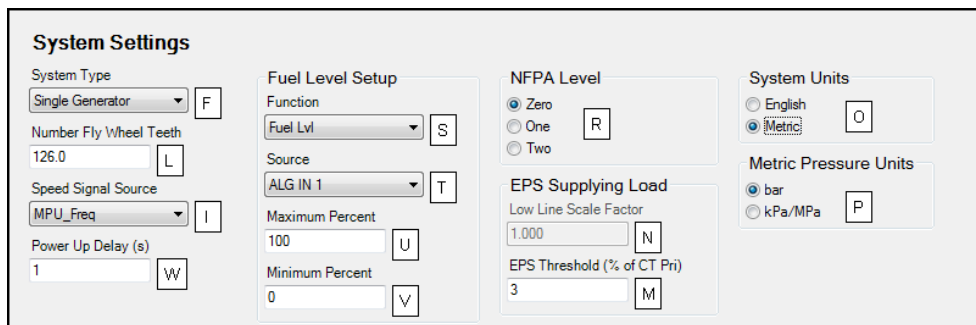 System Settings
System Type
Single Generator
F
Number Fly Wheel Teeth
126.0
L
Speed Signal Source
MPU_Freq
I
Power Up Delay (s)
1
W
Fuel Level Setup
Function
Fuel Lvl
S
Source
ALG IN 1
T
Maximum Percent
100
U
Minimum Percent
0
V
NFPA Level
Zero
One
Two
R
EPS Supplying Load
Low Line Scale Factor
1.000
N
EPS Threshold (% of CT Pri)
3
M
System Units
English
Metric
O
Metric Pressure Units
bar
kPa/MPa
P